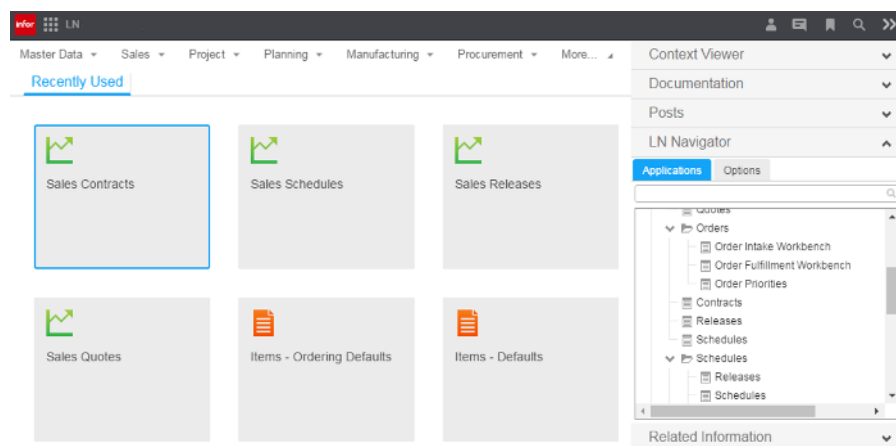 infor LN
Master Data Sales Project Planning Manufacturing Procurement More...
Recently Used
Sales Contracts
Sales Schedules
Sales Releases
Sales Quotes
Items - Ordering Defaults
Items - Defaults
Context Viewer
Documentation
Posts
LN Navigator
Applications Options
Quotes
Orders
Order Intake Workbench
Order Fulfillment Workbench
Order Priorities
Contracts
Releases
Schedules
Schedules
Releases
Schedules
Related Information